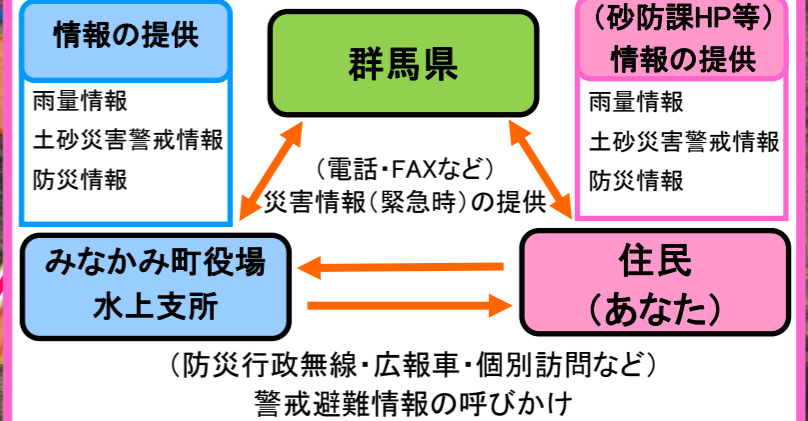 情報の提供
雨量情報
土砂災害警戒情報
防災情報
群馬県
（砂防課HP等）
情報の提供
雨量情報
土砂災害警戒情報
防災情報
（電話・FAXなど）
災害情報（緊急時）の提供
みなかみ町役場
水上支所
住民
（あなた）
（防災行政無線・広報車・個別訪問など）
警戒避難情報の呼びかけ